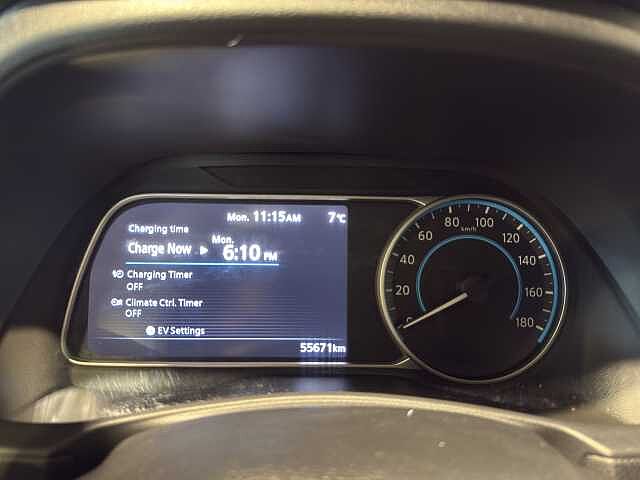 Mon. 11:15AM 7°C
Charging time
Charge Now ▶ Mon. 6:10 PM
Charging Timer
OFF
Climate Ctrl. Timer
OFF
EV Settings
55671km
0 20 40 60 80 100 120 140 160 180
km/h